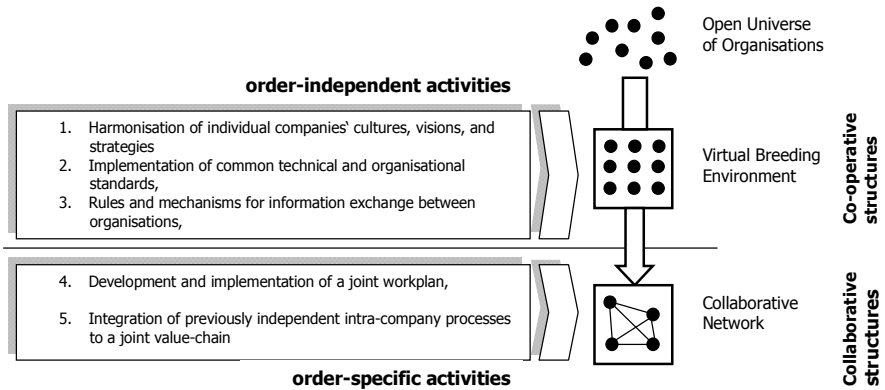 Open Universe
of Organisations
order-independent activities
1. Harmonisation of individual companies‘ cultures, visions, and
strategies
2. Implementation of common technical and organisational
standards,
3. Rules and mechanisms for information exchange between
organisations,
Virtual Breeding
Environment
Co-operative
structures
4. Development and implementation of a joint workplan,
5. Integration of previously independent intra-company processes
to a joint value-chain
Collaborative
Network
Collaborative
structures
order-specific activities